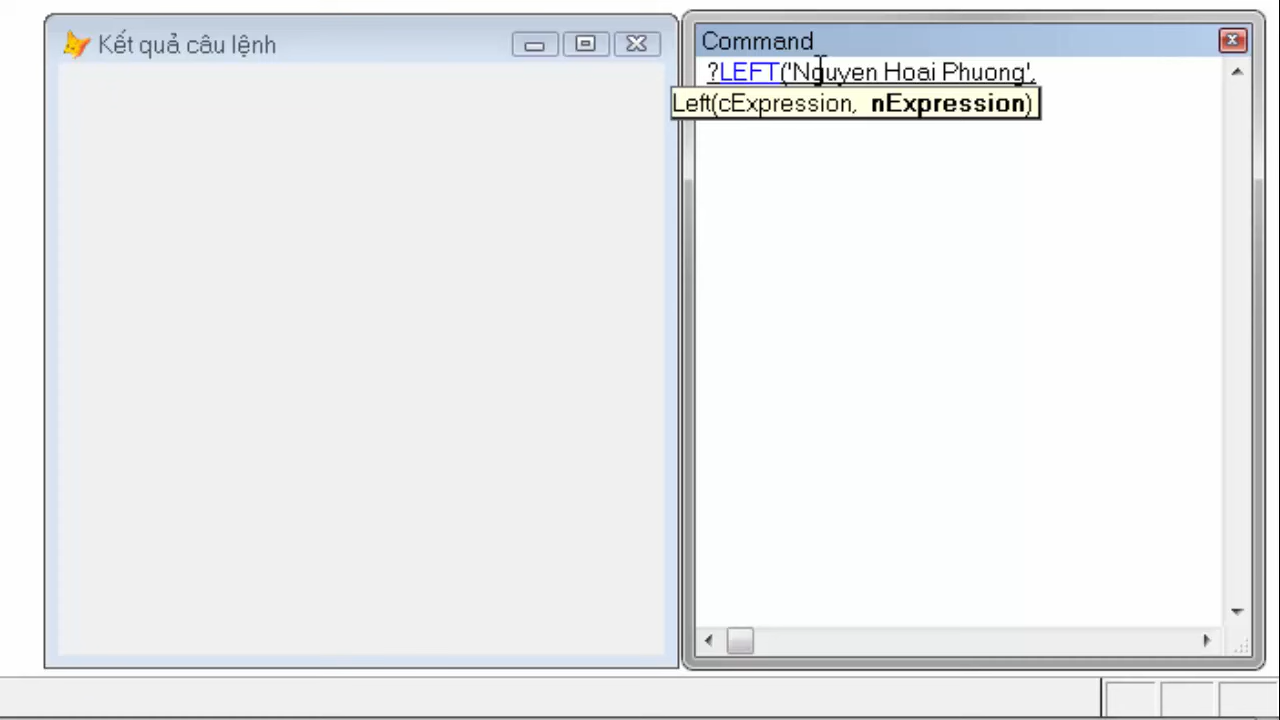 Kết quả câu lệnh
Command
?LEFT('Nguyen Hoai Phuong',
Left(cExpression, nExpression)